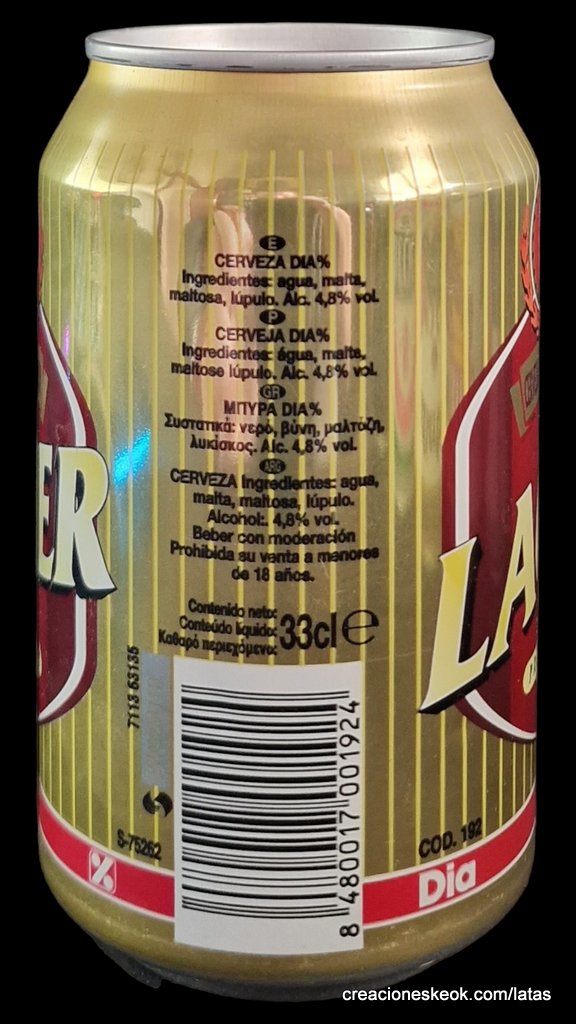 E
CERVEZA DIA%
Ingredientes: agua, malta,
maltosa, lúpulo. Alc. 4,8% vol.
P
CERVEJA DIA%
Ingredientes: água, malte,
maltose lúpulo. Alc. 4,8% vol.
GR
ΜΠΥΡΑ DIA%
Συστατικά: νερό, βύνη, μαλτόζη,
λυκίσκος. Alc. 4,8% vol.
ARG
CERVEZA Ingredientes: agua,
malta, maltosa, lúpulo.
Alcohol: 4,8% vol.
Beber con moderación
Prohibida su venta a menores
de 18 años.
Contenido neto:
Conteúdo líquido:
Καθαρό περιεχόμενο:
33cl e
ER
LA
7113 63135
S-75262
8 480017 001924
COD. 192
%
Dia
creacioneskeok.com/latas